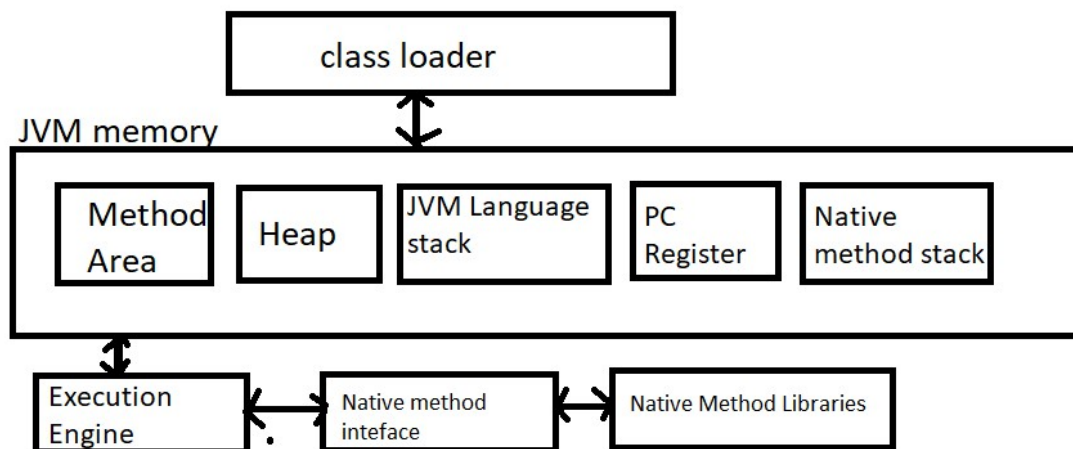 class loader
JVM memory
Method
Area
Heap
JVM Language
stack
PC
Register
Native
method stack
Execution
Engine
Native method
inteface
Native Method Libraries